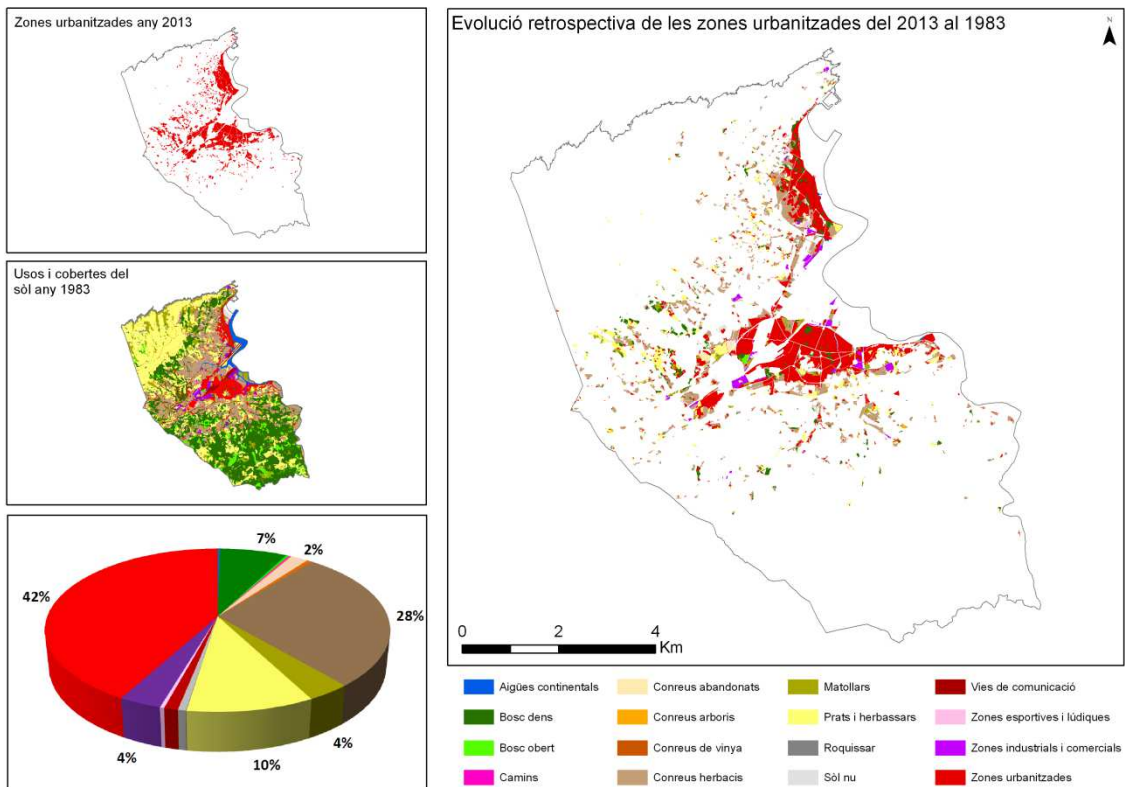 Zones urbanitzades any 2013
Evolució retrospectiva de les zones urbanitzades del 2013 al 1983
N
Usos i cobertes del
sòl any 1983
7%
2%
42%
28%
4%
10%
4%
0 2 4
Km
Aigües continentals
Bosc dens
Bosc obert
Camins
Conreus abandonats
Conreus arboris
Conreus de vinya
Conreus herbacis
Matollars
Prats i herbassars
Roquissar
Sòl nu
Vies de comunicació
Zones esportives i lúdiques
Zones industrials i comercials
Zones urbanitzades